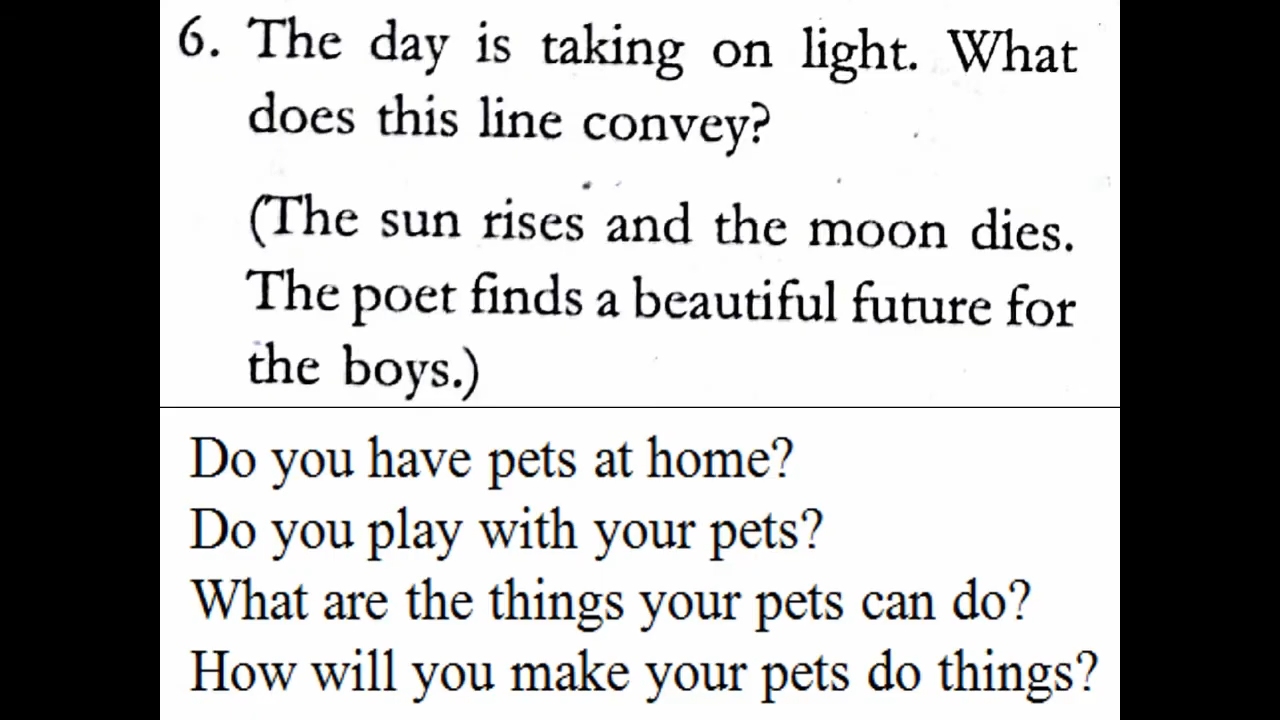 6. The day is taking on light. What
does this line convey?
(The sun rises and the moon dies.
The poet finds a beautiful future for
the boys.)
Do you have pets at home?
Do you play with your pets?
What are the things your pets can do?
How will you make your pets do things?